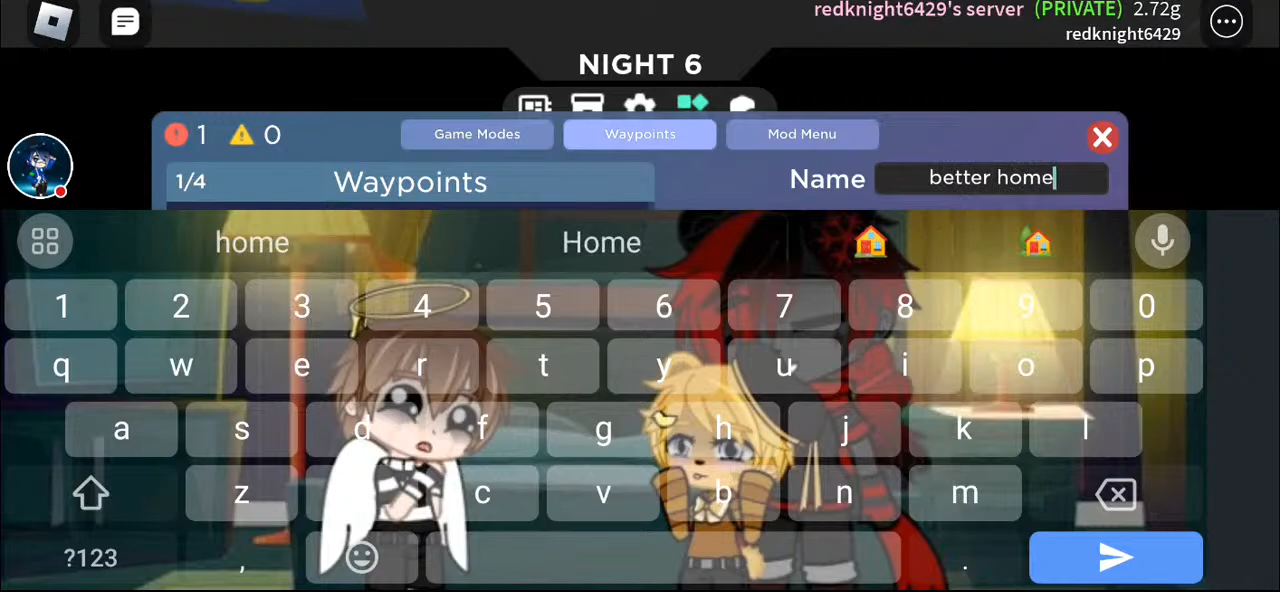 redknight6429's server (PRIVATE) 2.72g
redknight6429
NIGHT 6
1 0 Game Modes Waypoints Mod Menu
1/4 Waypoints Name better home
home Home
1 2 3 4 5 6 7 8 9 0
q w e r t y u i o p
a s d f g h j k l
z c v b n m
?123 , .